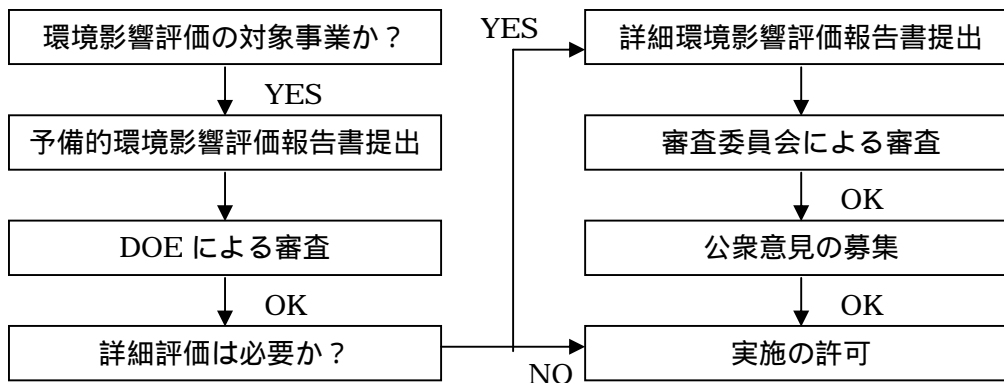 環境影響評価の対象事業か？
YES
予備的環境影響評価報告書提出
DOE による審査
OK
詳細評価は必要か？
YES
NO
詳細環境影響評価報告書提出
審査委員会による審査
OK
公衆意見の募集
OK
実施の許可